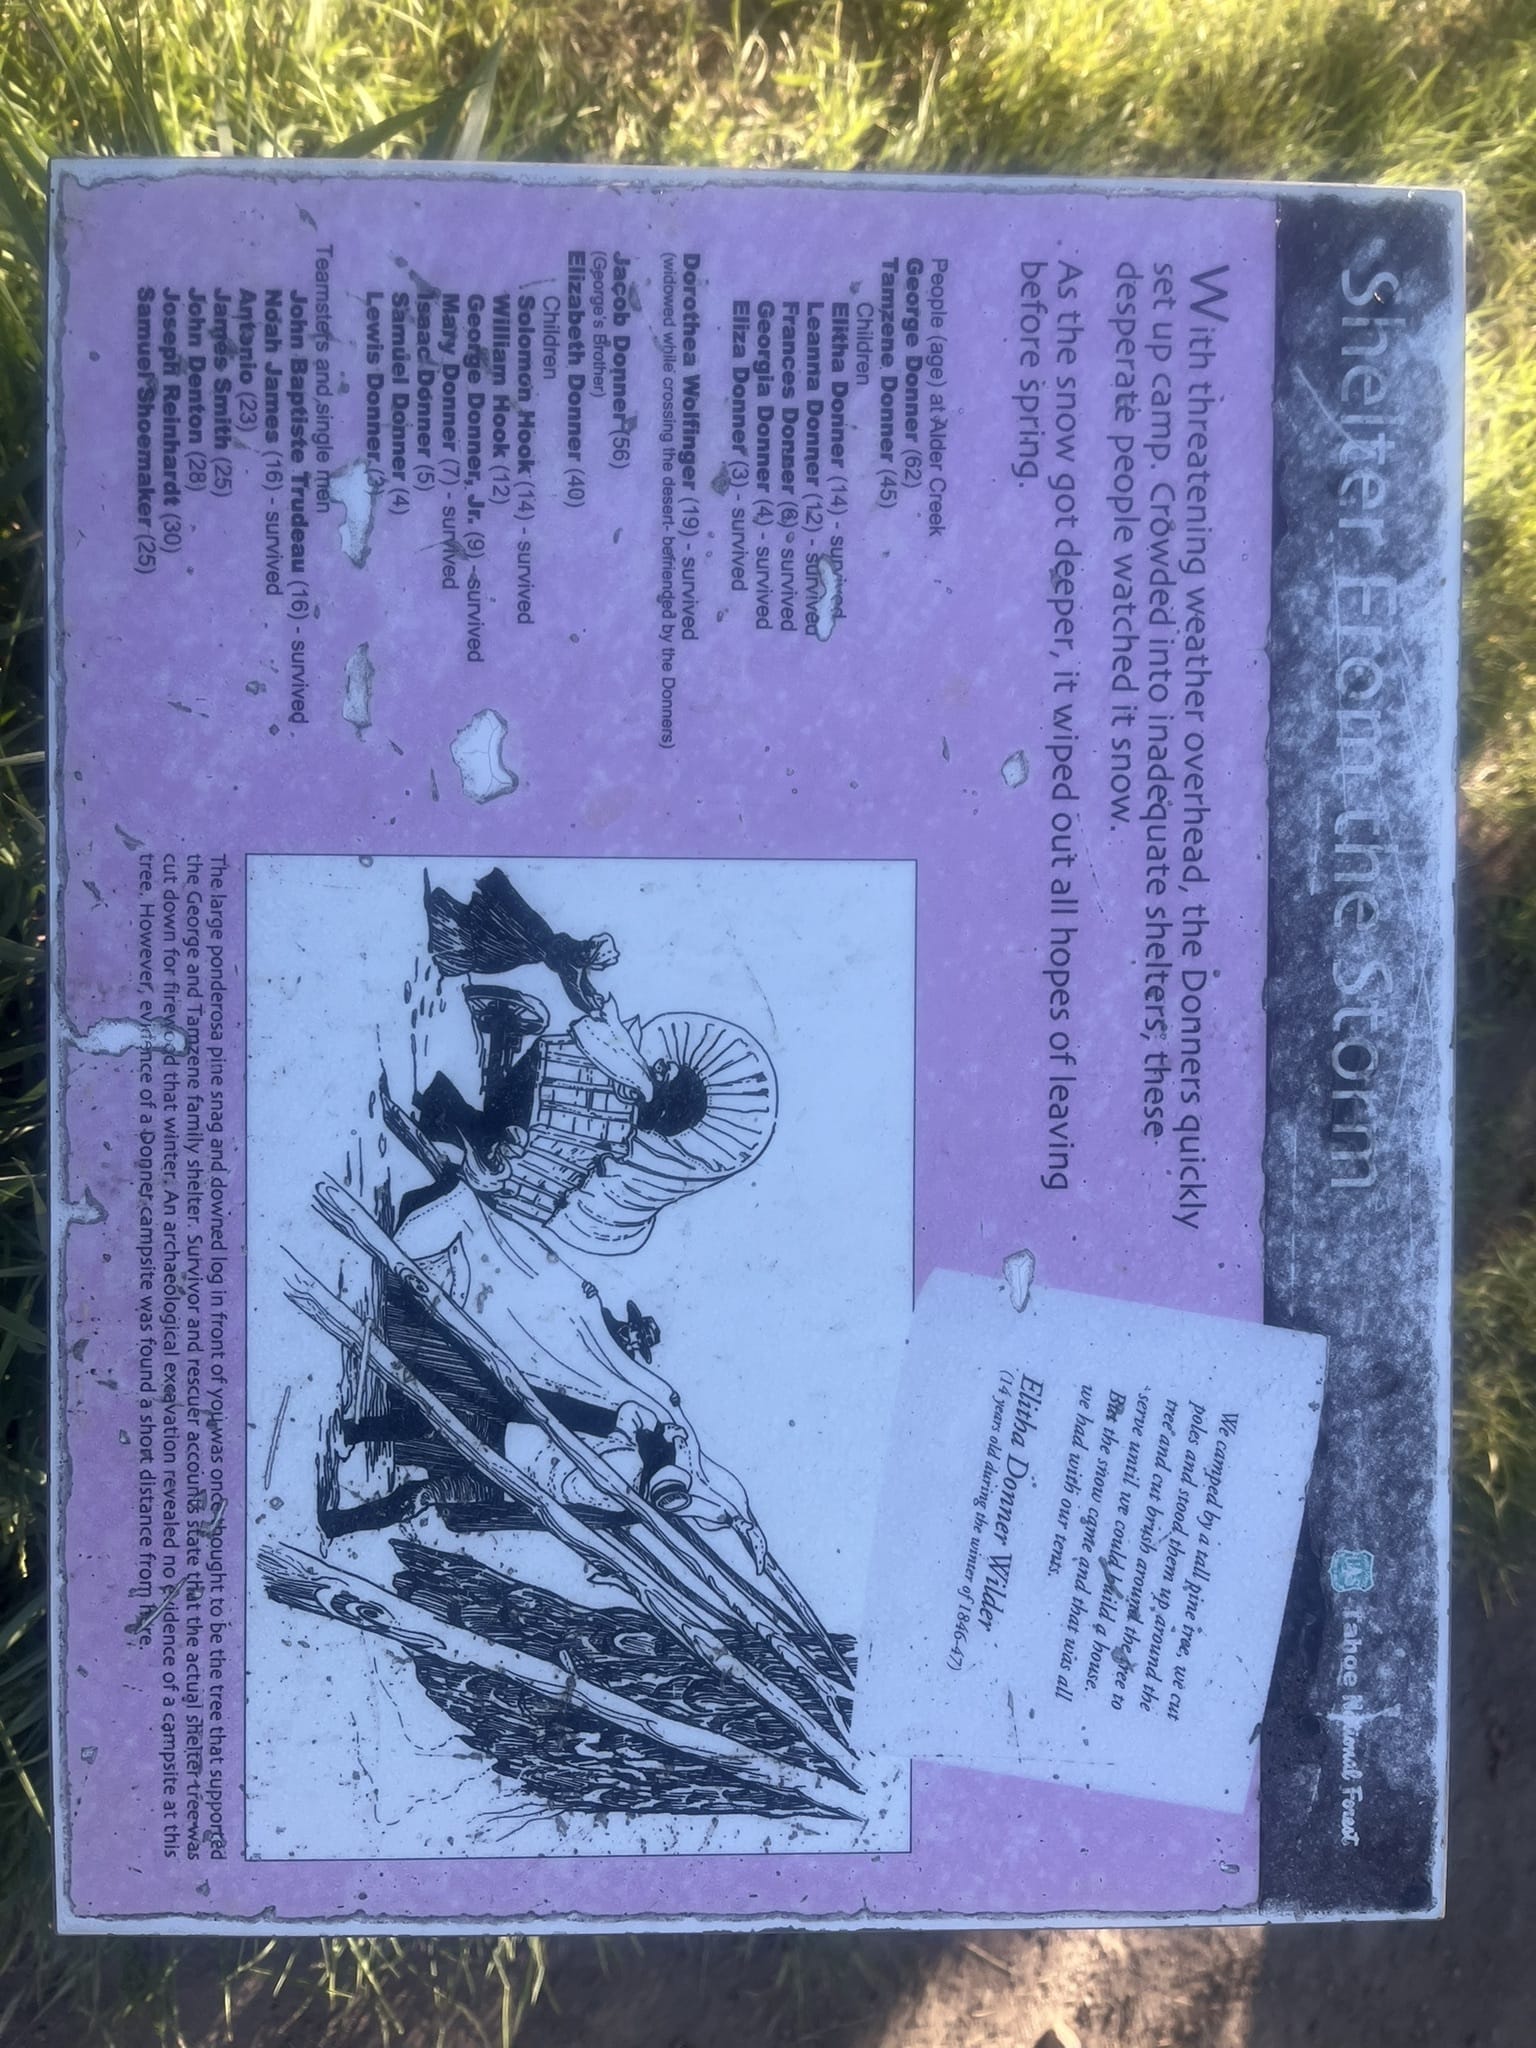 Shelter From the Storm
Tahoe National Forest
With threatening weather overhead, the Donners quickly
set up camp. Crowded into inadequate shelters, these
desperate people watched it snow.
As the snow got deeper, it wiped out all hopes of leaving
before spring.
We camped by a tall pine tree, we cut
poles and stood them up around the
tree and cut brush around the
serve until we could build a house.
But the snow came and that was all
we had with our tents.
Elitha Donner Wilder
(14 years old during the winter of 1846-47)
People (age) at Alder Creek
George Donner (62)
Tamzene Donner (45)
Children
Elitha Donner (14) - survived
Leanna Donner (12) - survived
Frances Donner (6) - survived
Georgia Donner (4) - survived
Eliza Donner (3) - survived
Dorothea Wolfinger (19) - survived
(widowed while crossing the desert- befriended by the Donners)
Jacob Donner (56)
(George's Brother)
Elizabeth Donner (40)
Children
Solomon Hook (14) - survived
William Hook (12)
George Donner, Jr. (9) - survived
Mary Donner (7) - survived
Isaac Donner (5)
Samuel Donner (4)
Lewis Donner (3)
Teamsters and single men
John Baptiste Trudeau (16) - survived
Noah James (16) - survived
Antonio (23)
James Smith (25)
John Denton (28)
Joseph Reinhardt (30)
Samuel Shoemaker (25)
The large ponderosa pine snag and downed log in front of you was once thought to be the tree that supported
the George and Tamzene family shelter. Survivor and rescuer accounts state that the actual shelter tree was
cut down for firewood that winter. An archaeological excavation revealed no evidence of a campsite at this
tree. However, evidence of a Donner campsite was found a short distance from here.